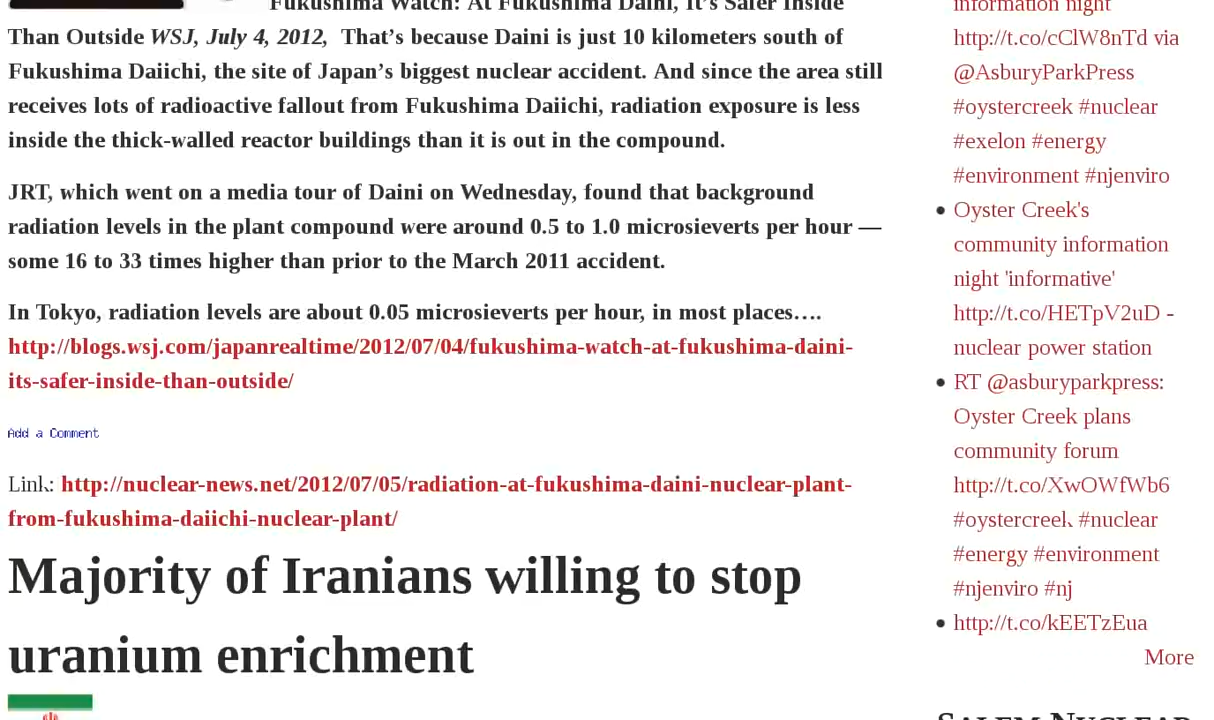 Fukushima Watch: At Fukushima Daini, It’s Safer Inside
Than Outside WSJ, July 4, 2012, That’s because Daini is just 10 kilometers south of
Fukushima Daiichi, the site of Japan’s biggest nuclear accident. And since the area still
receives lots of radioactive fallout from Fukushima Daiichi, radiation exposure is less
inside the thick-walled reactor buildings than it is out in the compound.
JRT, which went on a media tour of Daini on Wednesday, found that background
radiation levels in the plant compound were around 0.5 to 1.0 microsieverts per hour —
some 16 to 33 times higher than prior to the March 2011 accident.
In Tokyo, radiation levels are about 0.05 microsieverts per hour, in most places….
http://blogs.wsj.com/japanrealtime/2012/07/04/fukushima-watch-at-fukushima-daini-
its-safer-inside-than-outside/
Add a Comment
Link: http://nuclear-news.net/2012/07/05/radiation-at-fukushima-daini-nuclear-plant-
from-fukushima-daiichi-nuclear-plant/
Majority of Iranians willing to stop
uranium enrichment
information night
http://t.co/cClW8nTd via
@AsburyParkPress
#oystercreek #nuclear
#exelon #energy
#environment #njenviro
Oyster Creek's
community information
night 'informative'
http://t.co/HETpV2uD -
nuclear power station
RT @asburyparkpress:
Oyster Creek plans
community forum
http://t.co/XwOWfWb6
#oystercreek #nuclear
#energy #environment
#njenviro #nj
http://t.co/kEETzEua
More
SALEM NUCLEAR